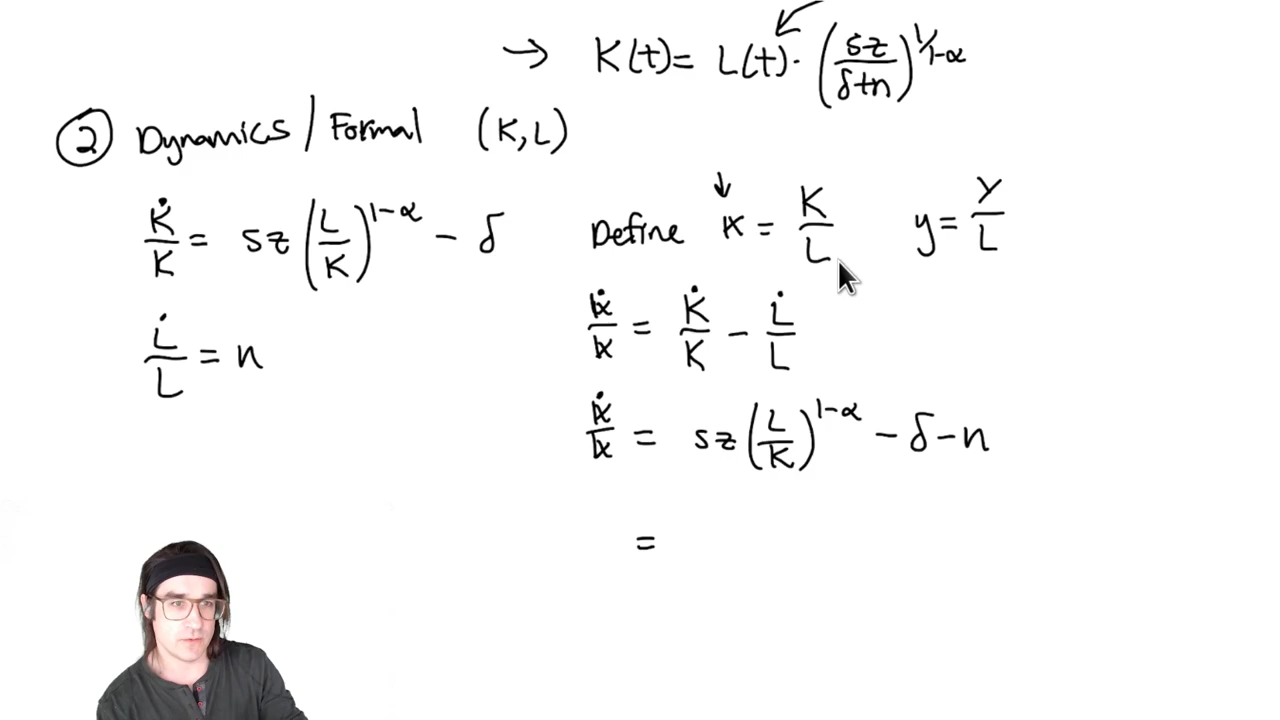 → K(t) = L(t) · (sz/(δ+n))^{1/1-α}
② Dynamics / Formal (K, L)
K̇/K = sz (L/K)^{1-α} - δ
Define k = K/L y = Y/L
k̇/k = K̇/K - L̇/L
L̇/L = n
k̇/k = sz (L/K)^{1-α} - δ - n
=